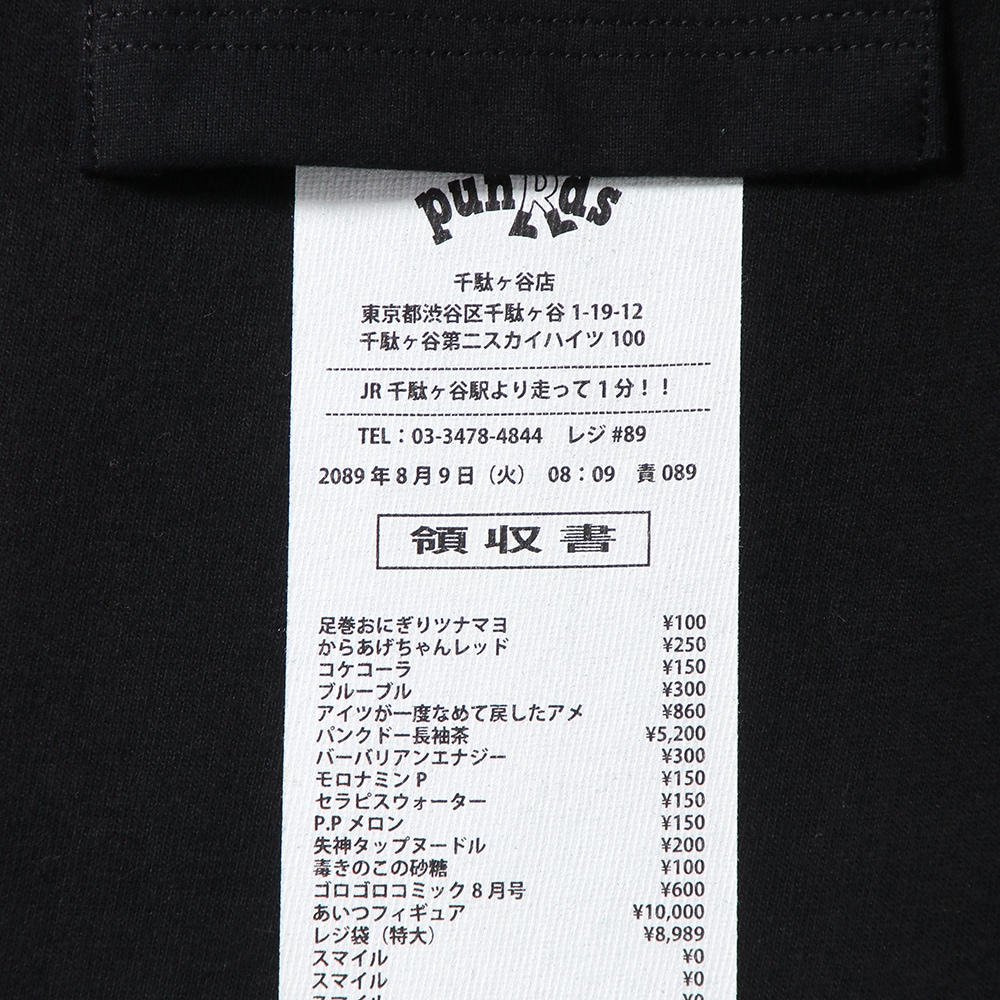 punRds
千駄ヶ谷店
東京都渋谷区千駄ヶ谷 1-19-12
千駄ヶ谷第二スカイハイツ 100
JR 千駄ヶ谷駅より走って 1 分！！
TEL：03-3478-4844 レジ #89
2089 年 8 月 9 日（火） 08：09 責 089
領収書
足巻おにぎりツナマヨ ¥100
からあげちゃんレッド ¥250
コケコーラ ¥150
ブルーブル ¥300
アイツが一度なめて戻したアメ ¥860
パンクドー長袖茶 ¥5,200
バーバリアンエナジー ¥300
モロナミン P ¥150
セラピスウォーター ¥150
P.P メロン ¥150
失神タップヌードル ¥200
毒きのこの砂糖 ¥100
ゴロゴロコミック 8 月号 ¥600
あいつフィギュア ¥10,000
レジ袋（特大） ¥8,989
スマイル ¥0
スマイル ¥0
スマイル ¥0